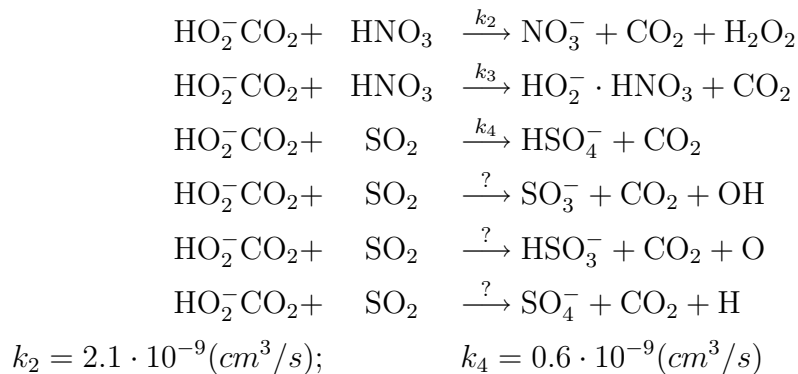 HO₂⁻CO₂+ HNO₃ —k₂→ NO₃⁻ + CO₂ + H₂O₂
HO₂⁻CO₂+ HNO₃ —k₃→ HO₂⁻ · HNO₃ + CO₂
HO₂⁻CO₂+ SO₂ —k₄→ HSO₄⁻ + CO₂
HO₂⁻CO₂+ SO₂ —?→ SO₃⁻ + CO₂ + OH
HO₂⁻CO₂+ SO₂ —?→ HSO₃⁻ + CO₂ + O
HO₂⁻CO₂+ SO₂ —?→ SO₄⁻ + CO₂ + H
k₂ = 2.1 · 10⁻⁹(cm³/s); k₄ = 0.6 · 10⁻⁹(cm³/s)